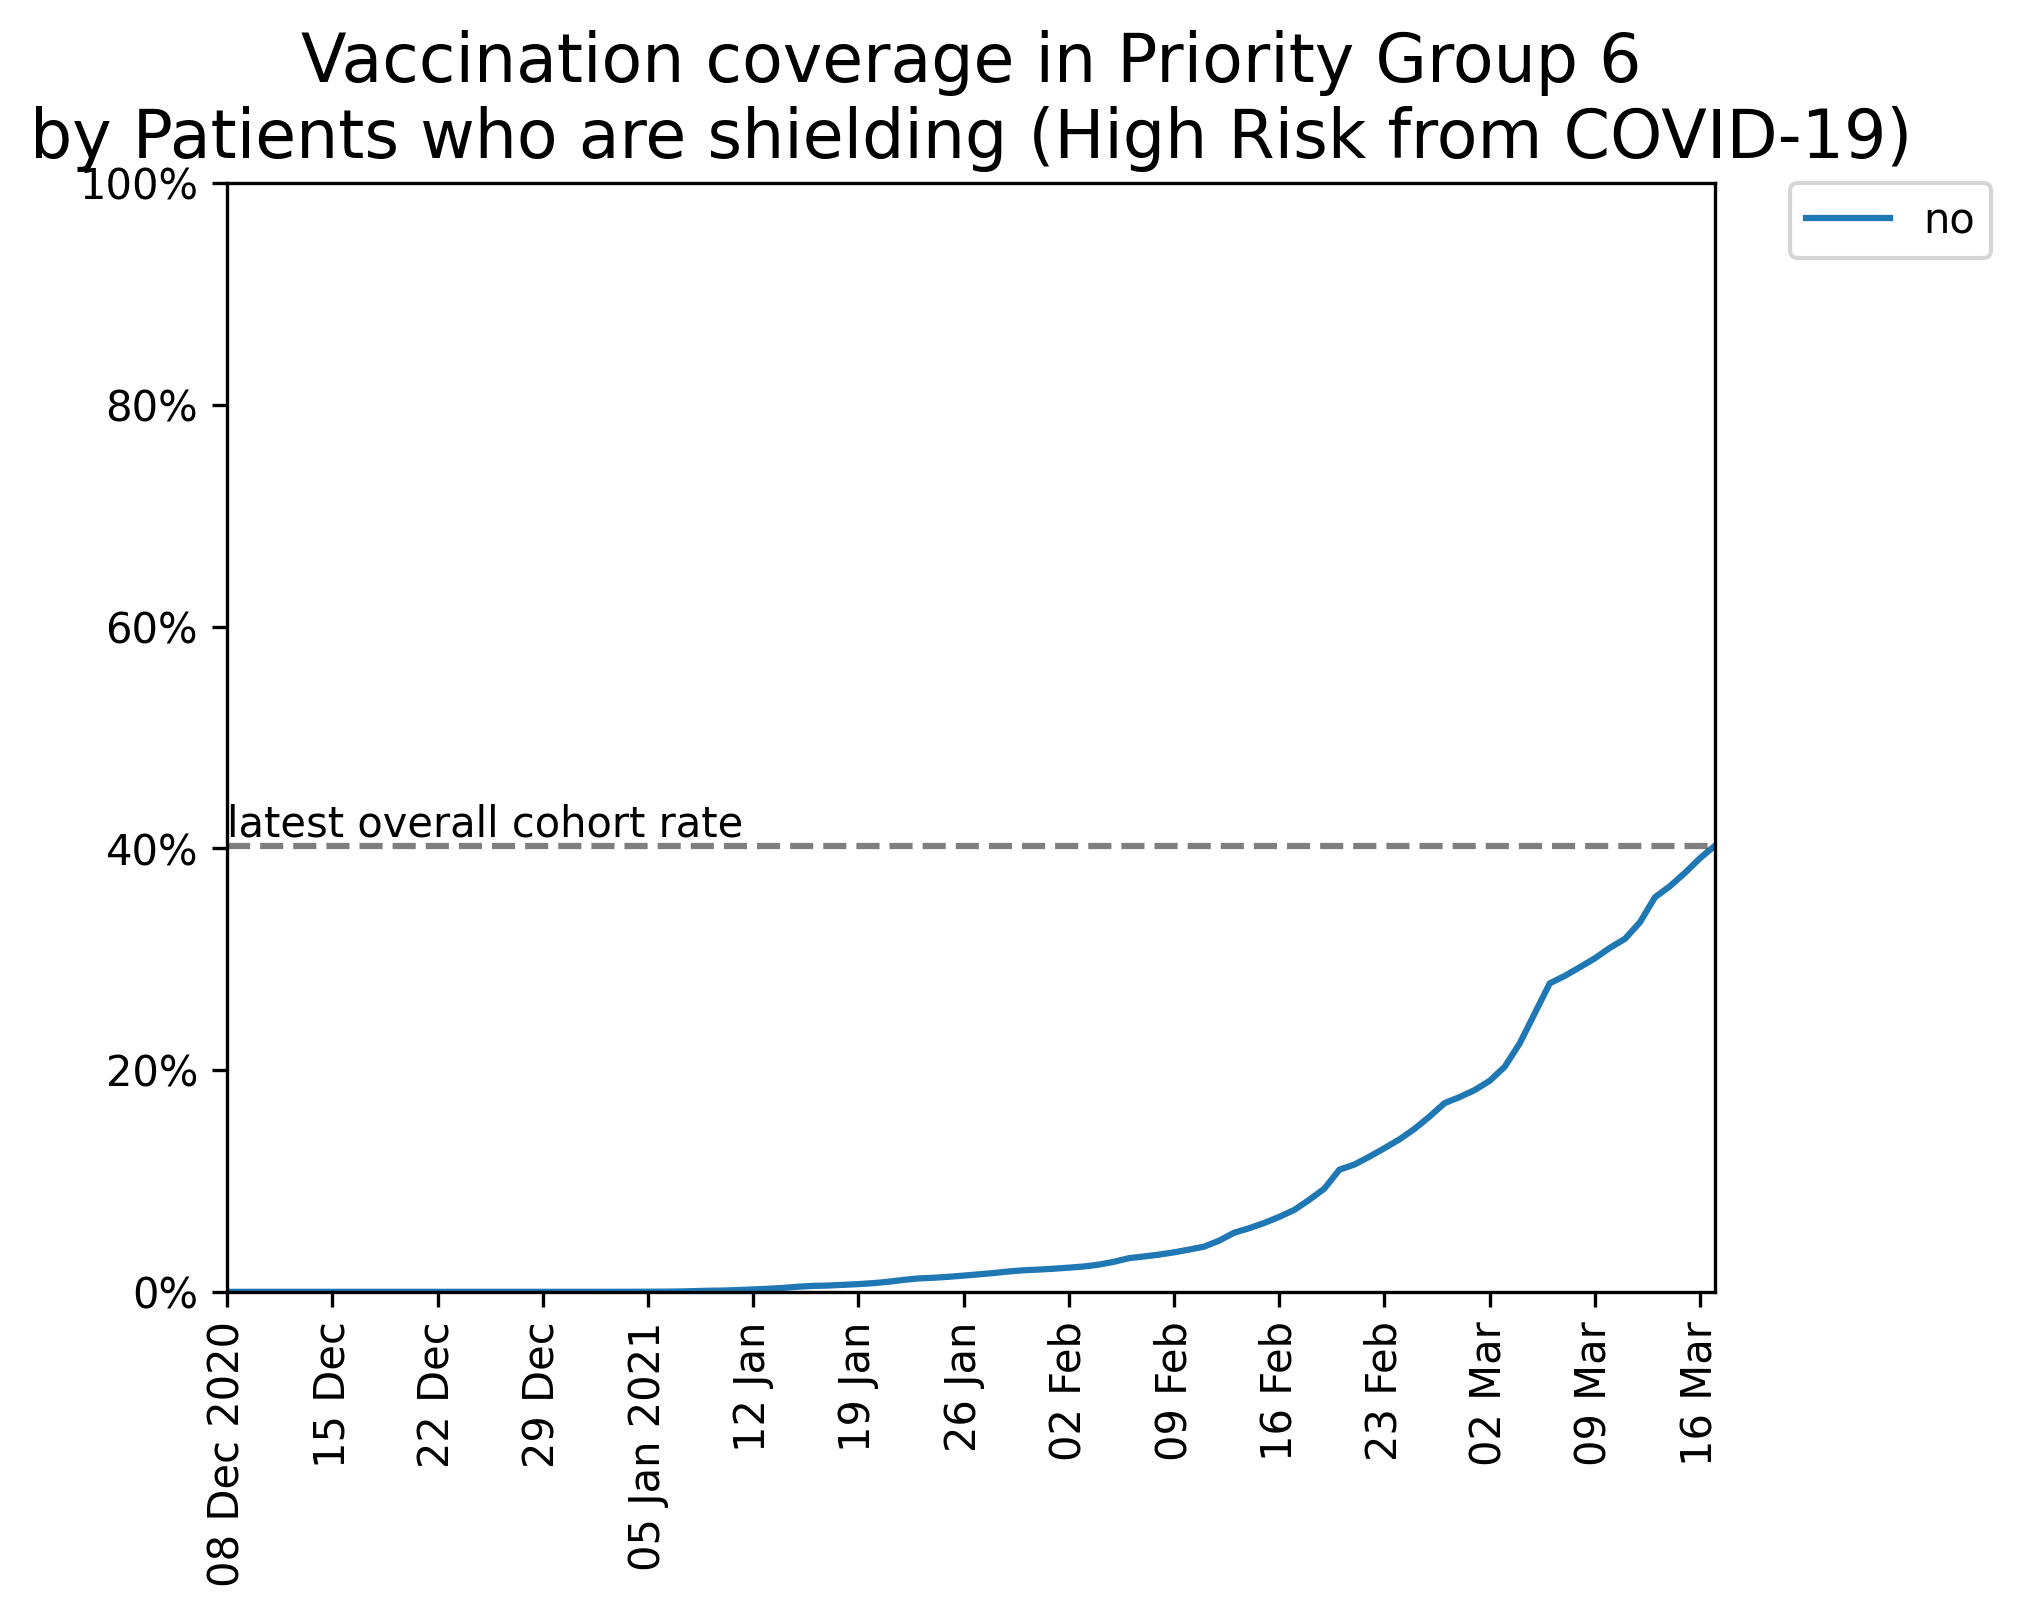 Vaccination coverage in Priority Group 6
by Patients who are shielding (High Risk from COVID-19)
100%
80%
60%
40%
20%
0%
latest overall cohort rate
no
08 Dec 2020
15 Dec
22 Dec
29 Dec
05 Jan 2021
12 Jan
19 Jan
26 Jan
02 Feb
09 Feb
16 Feb
23 Feb
02 Mar
09 Mar
16 Mar